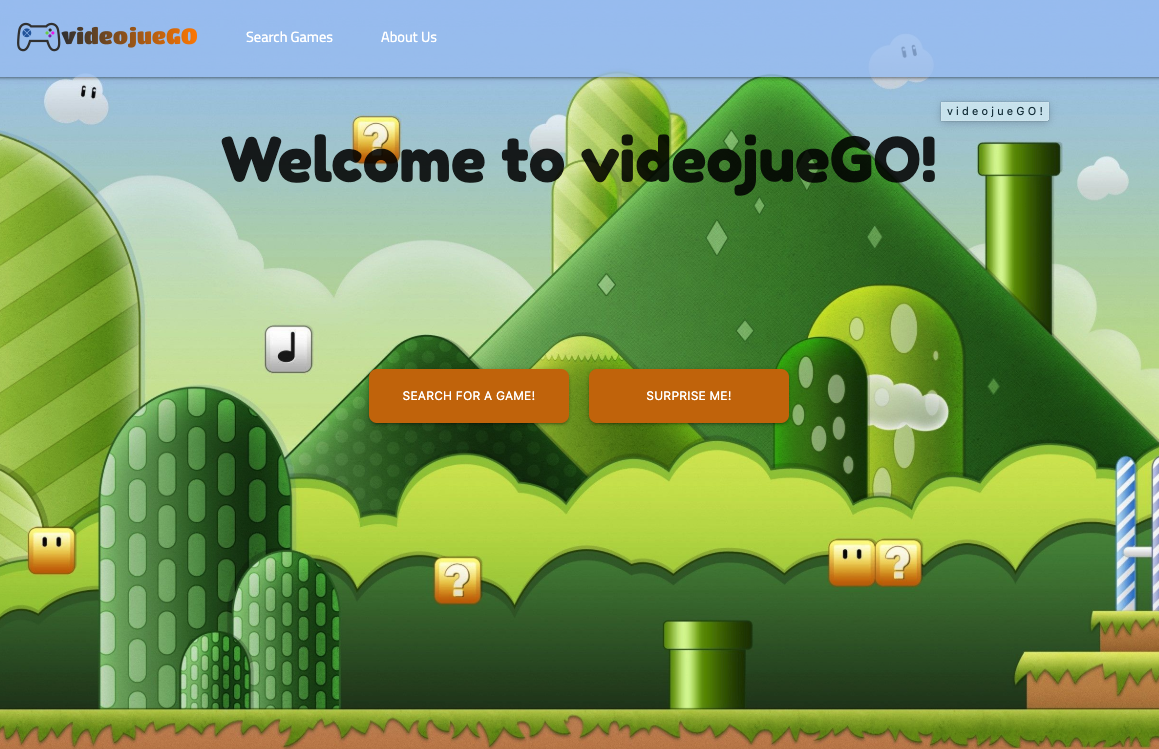 videojueGO
Search Games
About Us
videojueGO!
?
Welcome to videojueGO!
SEARCH FOR A GAME!
SURPRISE ME!
?
?